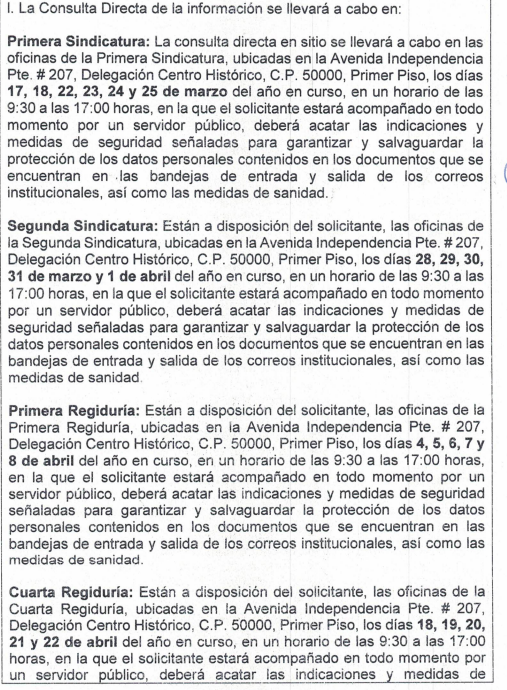 I. La Consulta Directa de la información se llevará a cabo en:
Primera Sindicatura: La consulta directa en sitio se llevará a cabo en las
oficinas de la Primera Sindicatura, ubicadas en la Avenida Independencia
Pte. # 207, Delegación Centro Histórico, C.P. 50000, Primer Piso, los días
17, 18, 22, 23, 24 y 25 de marzo del año en curso, en un horario de las
9:30 a las 17:00 horas, en la que el solicitante estará acompañado en todo
momento por un servidor público, deberá acatar las indicaciones y
medidas de seguridad señaladas para garantizar y salvaguardar la
protección de los datos personales contenidos en los documentos que se
encuentran en las bandejas de entrada y salida de los correos
institucionales, así como las medidas de sanidad.
Segunda Sindicatura: Están a disposición del solicitante, las oficinas de
la Segunda Sindicatura, ubicadas en la Avenida Independencia Pte. # 207,
Delegación Centro Histórico, C.P. 50000, Primer Piso, los días 28, 29, 30,
31 de marzo y 1 de abril del año en curso, en un horario de las 9:30 a las
17:00 horas, en la que el solicitante estará acompañado en todo momento
por un servidor público, deberá acatar las indicaciones y medidas de
seguridad señaladas para garantizar y salvaguardar la protección de los
datos personales contenidos en los documentos que se encuentran en las
bandejas de entrada y salida de los correos institucionales, así como las
medidas de sanidad.
Primera Regiduría: Están a disposición del solicitante, las oficinas de la
Primera Regiduría, ubicadas en la Avenida Independencia Pte. # 207,
Delegación Centro Histórico, C.P. 50000, Primer Piso, los días 4, 5, 6, 7 y
8 de abril del año en curso, en un horario de las 9:30 a las 17:00 horas,
en la que el solicitante estará acompañado en todo momento por un
servidor público, deberá acatar las indicaciones y medidas de seguridad
señaladas para garantizar y salvaguardar la protección de los datos
personales contenidos en los documentos que se encuentran en las
bandejas de entrada y salida de los correos institucionales, así como las
medidas de sanidad.
Cuarta Regiduría: Están a disposición del solicitante, las oficinas de la
Cuarta Regiduría, ubicadas en la Avenida Independencia Pte. # 207,
Delegación Centro Histórico, C.P. 50000, Primer Piso, los días 18, 19, 20,
21 y 22 de abril del año en curso, en un horario de las 9:30 a las 17:00
horas, en la que el solicitante estará acompañado en todo momento por
un servidor público, deberá acatar las indicaciones y medidas de